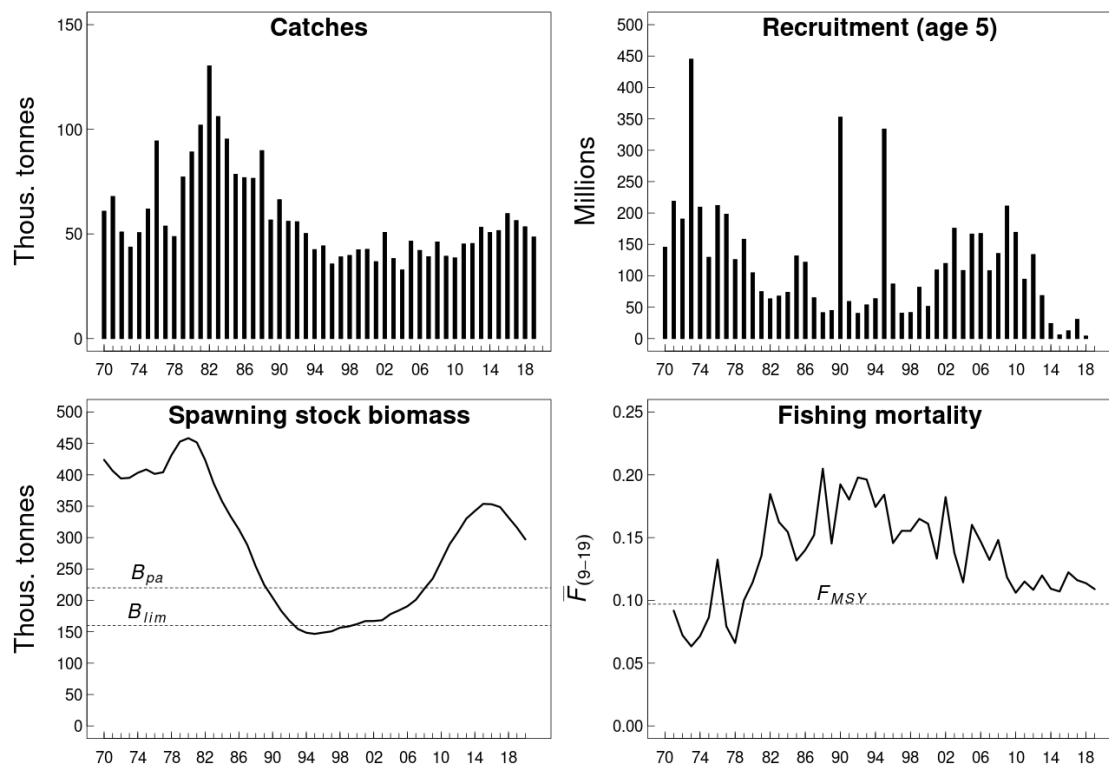 Catches
Thous. tonnes
150
100
50
0
70 74 78 82 86 90 94 98 02 06 10 14 18
Recruitment (age 5)
Millions
500
450
400
350
300
250
200
150
100
50
0
70 74 78 82 86 90 94 98 02 06 10 14 18
Spawning stock biomass
Thous. tonnes
500
450
400
350
300
250
200
150
100
50
0
Bpa
Blim
70 74 78 82 86 90 94 98 02 06 10 14 18
Fishing mortality
F̅(9–19)
0.25
0.20
0.15
0.10
0.05
0.00
FMSY
70 74 78 82 86 90 94 98 02 06 10 14 18